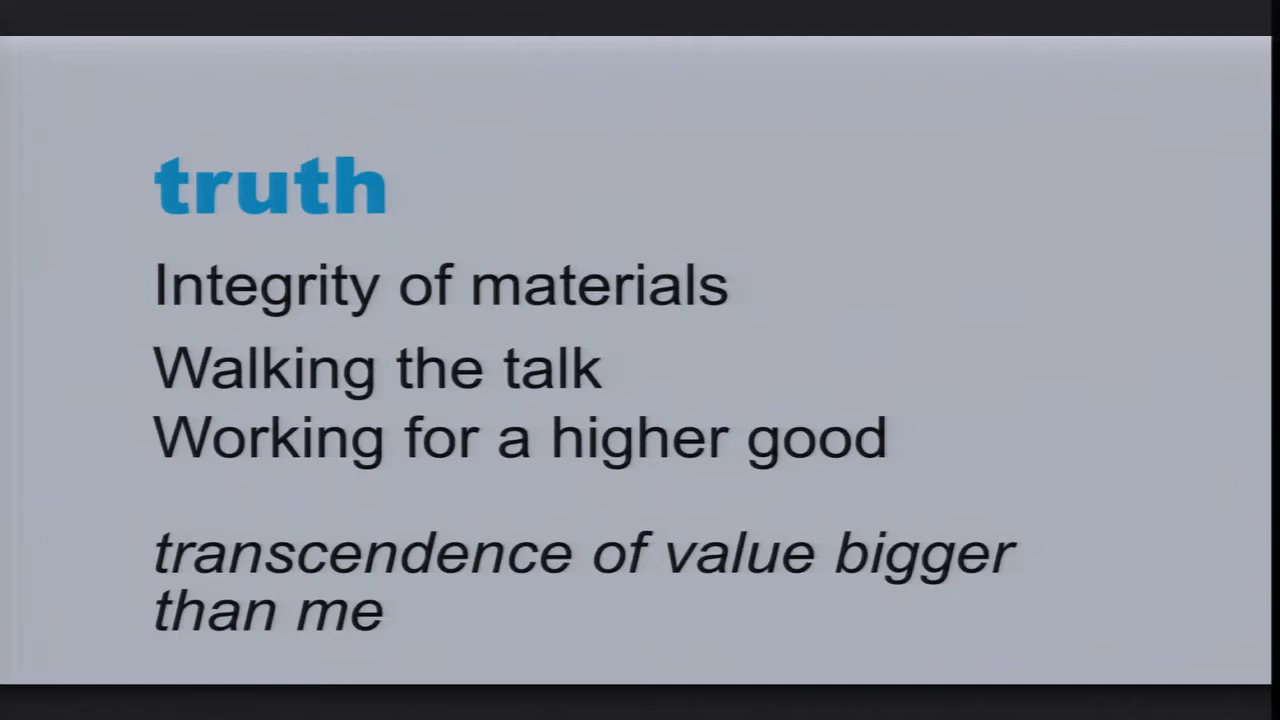 truth
Integrity of materials
Walking the talk
Working for a higher good
transcendence of value bigger
than me